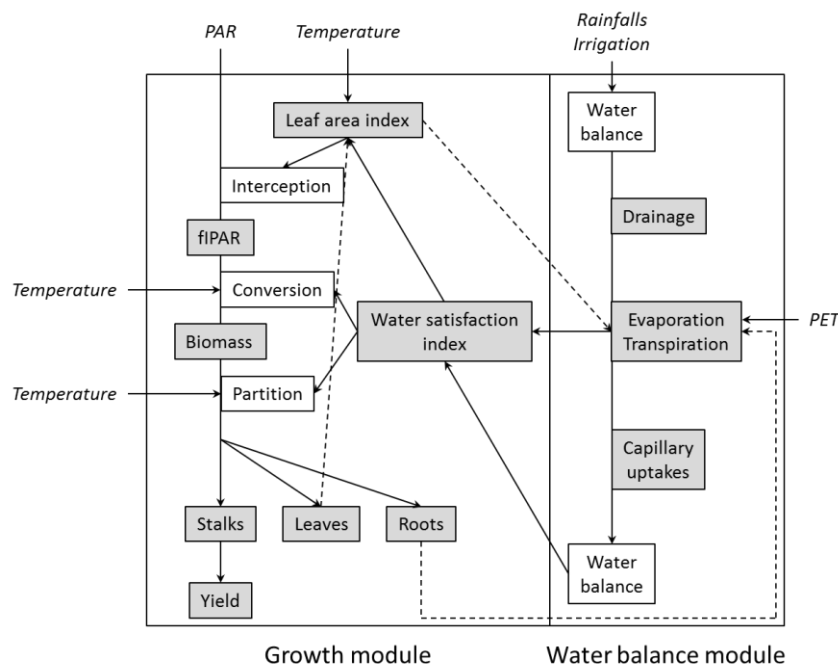 PAR
Temperature
Rainfalls
Irrigation
Leaf area index
Water
balance
Interception
Drainage
fIPAR
Temperature
Conversion
Water satisfaction
index
Evaporation
Transpiration
PET
Biomass
Temperature
Partition
Capillary
uptakes
Stalks
Leaves
Roots
Water
balance
Yield
Growth module
Water balance module